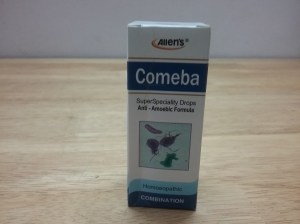 Allen's®
Comeba
SuperSpeciality Drops
Anti - Amoebic Formula
Homoeopathic
COMBINATION